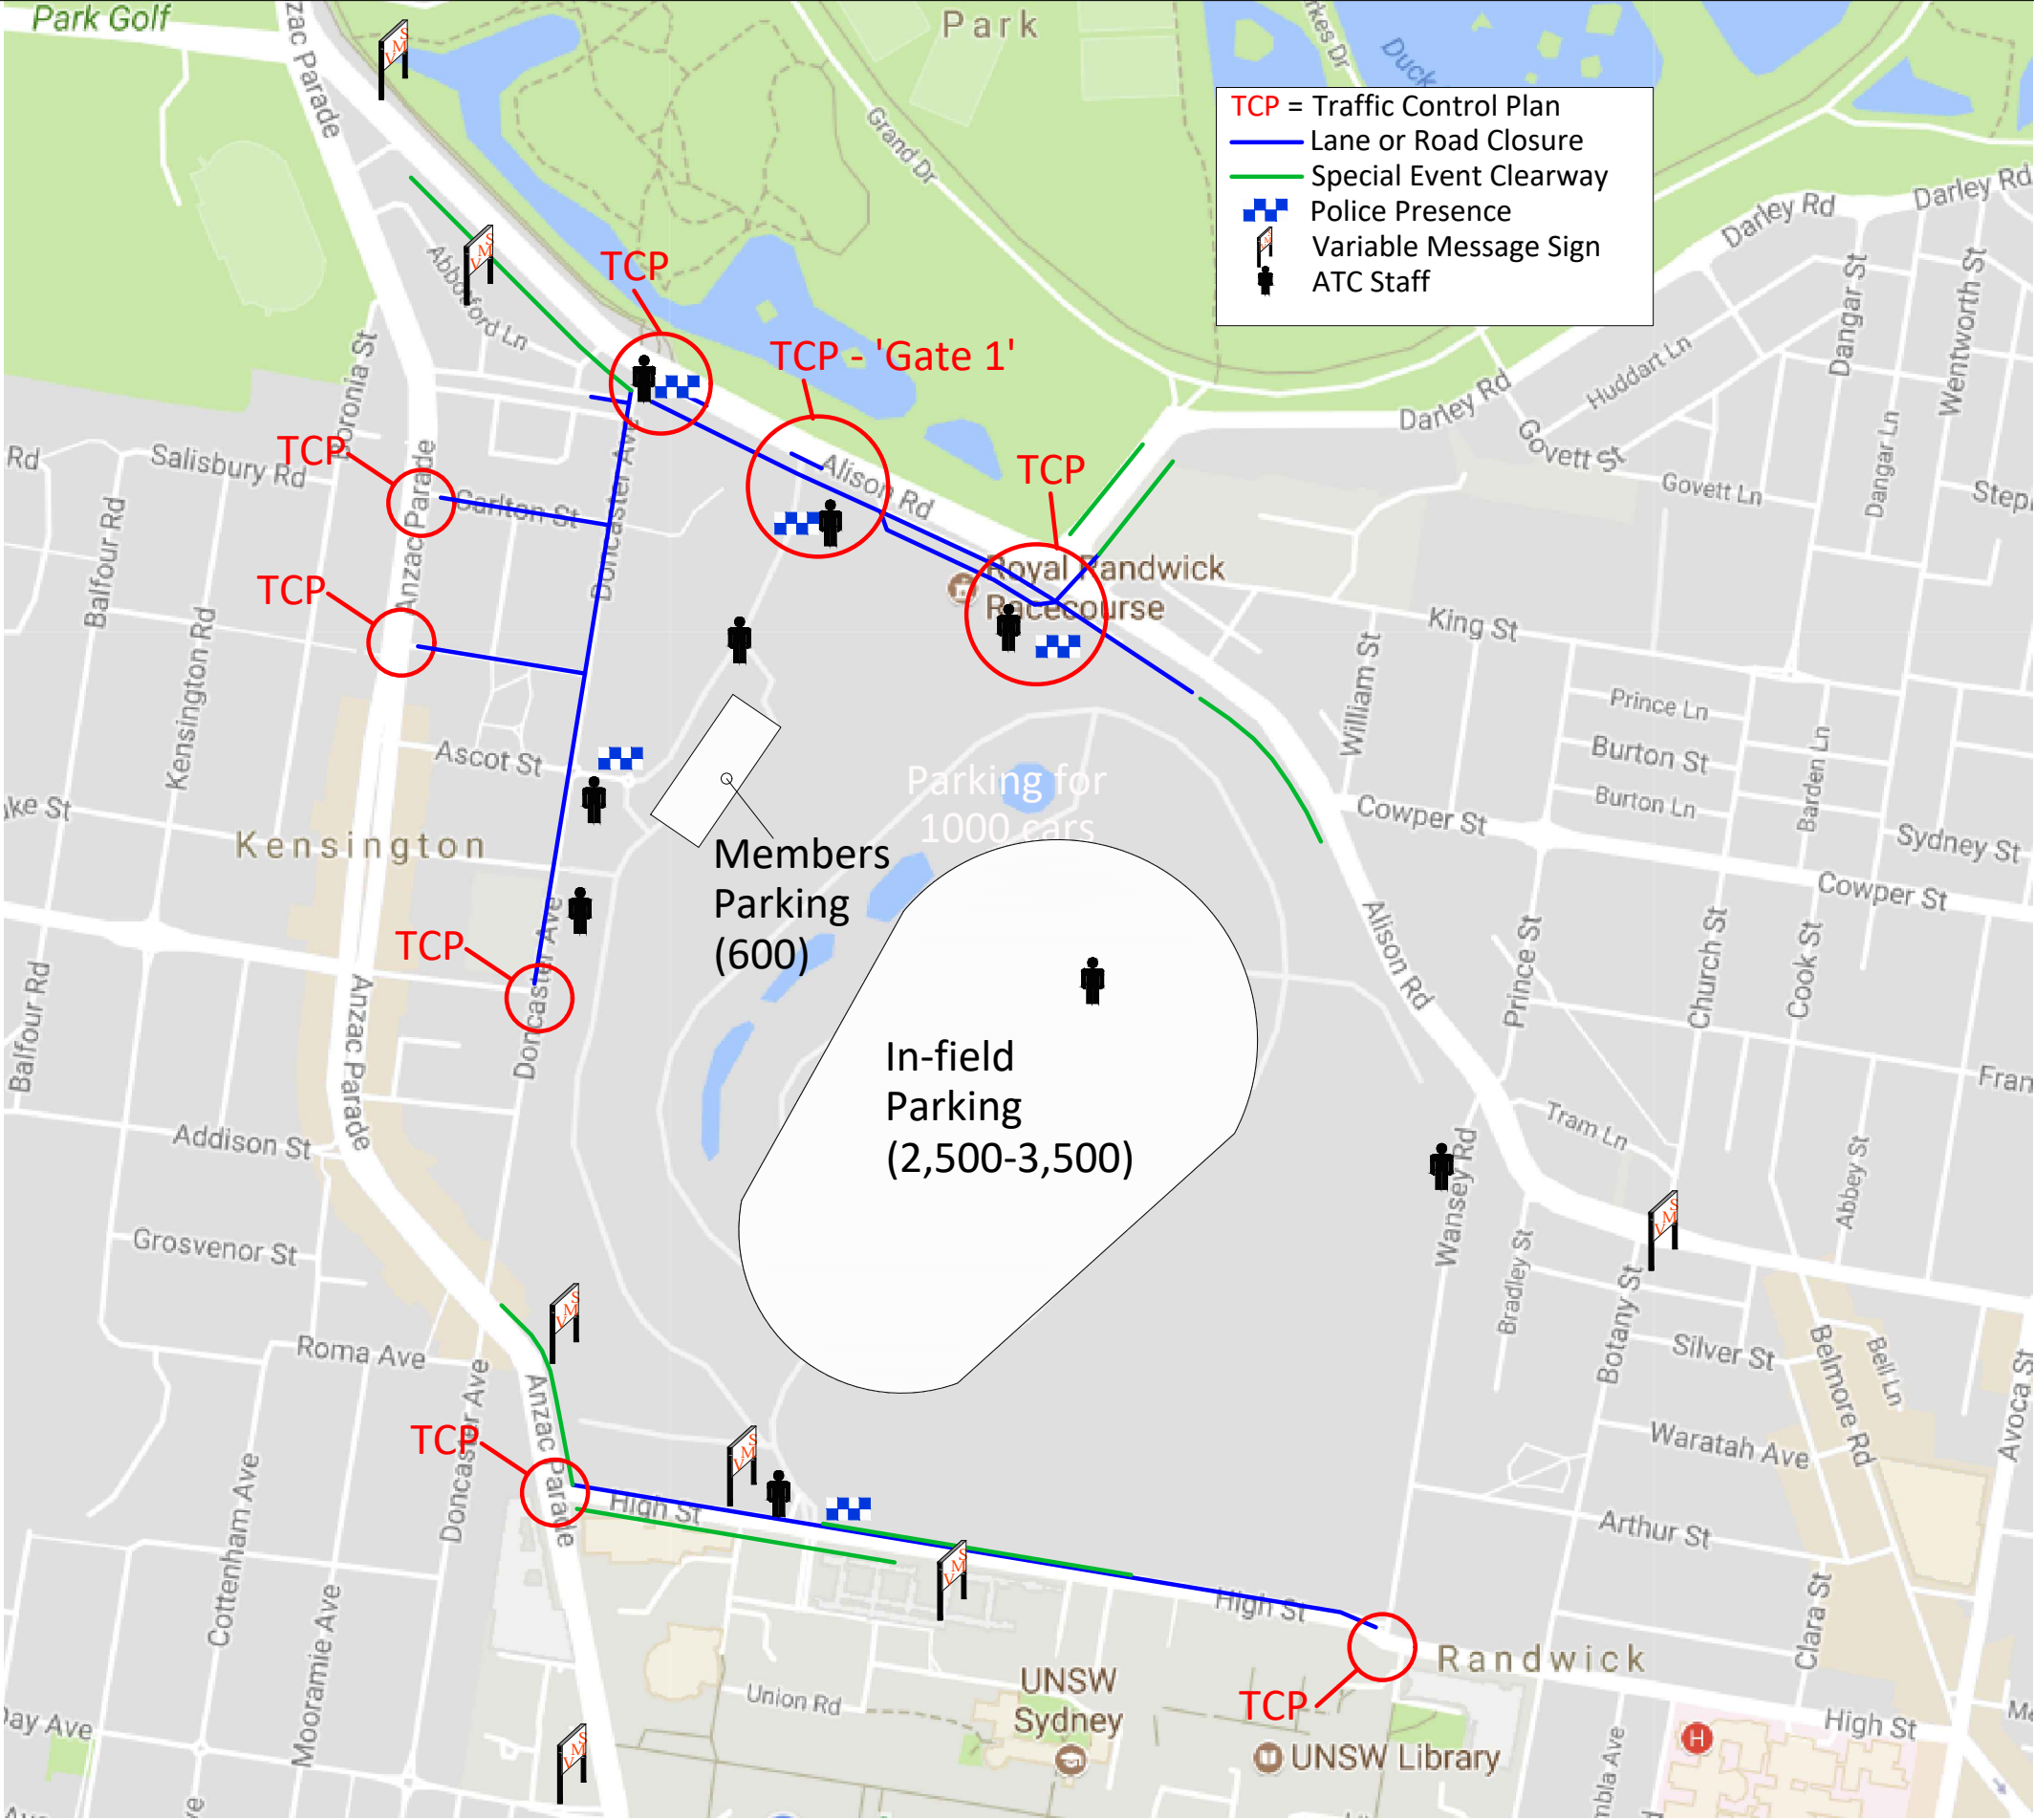 Park Golf
Anzac Parade
Park
Duck
Grand Dr
TCP = Traffic Control Plan
Lane or Road Closure
Special Event Clearway
Police Presence
Variable Message Sign
ATC Staff
VMS
VMS
Abbotford Ln
TCP
TCP - 'Gate 1'
TCP
TCP
TCP
Darley Rd
Darley Rd
Darley Rd
Dangar St
Wentworth St
Huddart Ln
Govett St
Govett Ln
Dangar Ln
Rd
Salisbury Rd
Boronia St
Carlton St
Anzac Parade
Doncaster Ave
Alison Rd
Royal Randwick
Racecourse
Balfour Rd
Kensington Rd
King St
William St
Prince Ln
Burton St
Burton Ln
Barden Ln
Ascot St
Kensington
Parking for
1000 cars
Members
Parking
(600)
Cowper St
Sydney St
Cowper St
TCP
Doncaster Ave
Balfour Rd
Anzac Parade
Alison Rd
Prince St
Church St
Cook St
In-field
Parking
(2,500-3,500)
Addison St
Tram Ln
Wansey Rd
Abbey St
Grosvenor St
VMS
VMS
Bradley St
Botany St
Silver St
Belmore Rd
Bell Ln
Avoca St
Roma Ave
Doncaster Ave
Anzac Parade
TCP
VMS
Waratah Ave
Cottenham Ave
High St
Arthur St
VMS
High St
Clara St
Mooramie Ave
Randwick
TCP
Union Rd
UNSW
Sydney
UNSW Library
H
High St
VMS